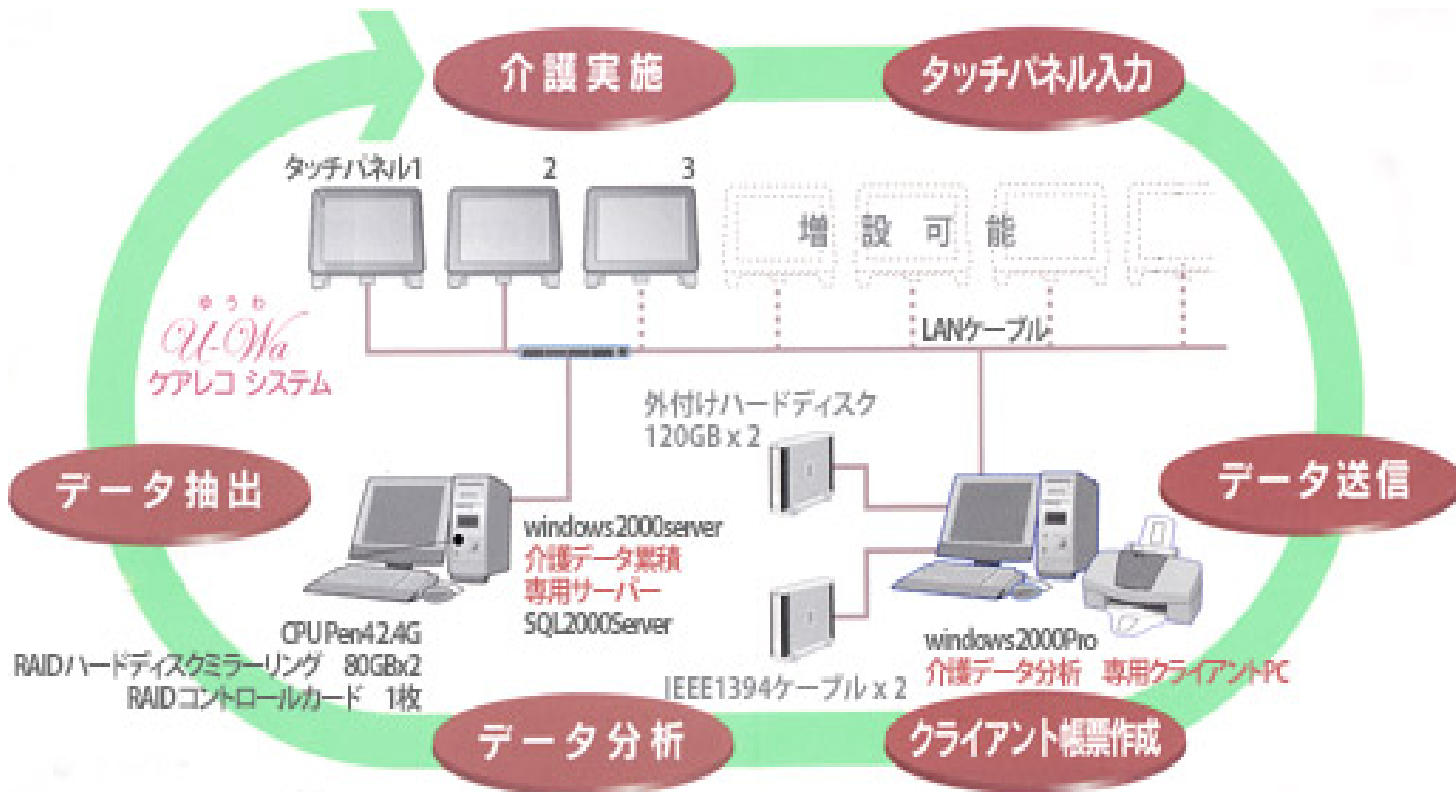 介護実施
タッチパネル入力
タッチパネル1
2
3
増設可能
ゆうわ
U-Wa
ケアレコ システム
LANケーブル
外付けハードディスク
120GB x 2
データ抽出
データ送信
windows2000server
介護データ累積
専用サーバー
SQL2000Server
CPU Pen4 2.4G
RAIDハードディスクミラーリング 80GBx2
RAIDコントロールカード 1枚
windows2000Pro
介護データ分析 専用クライアントPC
IEEE1394ケーブル x 2
データ分析
クライアント帳票作成